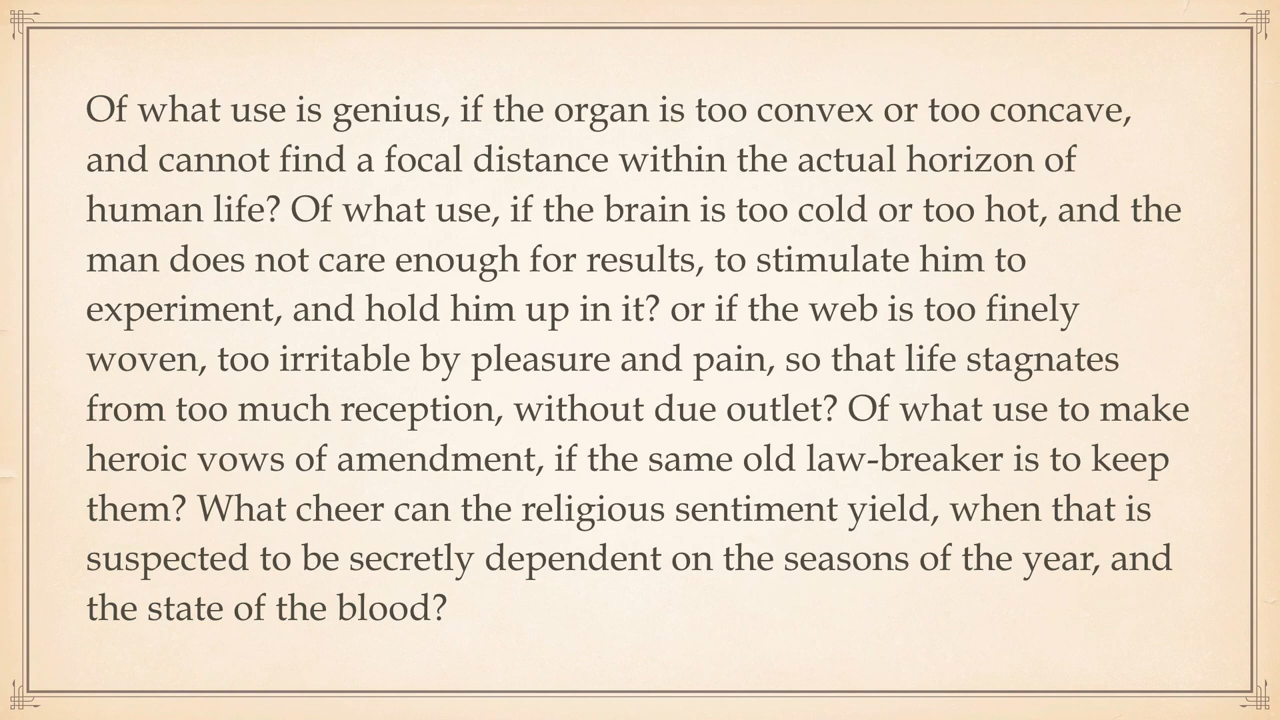 Of what use is genius, if the organ is too convex or too concave,
and cannot find a focal distance within the actual horizon of
human life? Of what use, if the brain is too cold or too hot, and the
man does not care enough for results, to stimulate him to
experiment, and hold him up in it? or if the web is too finely
woven, too irritable by pleasure and pain, so that life stagnates
from too much reception, without due outlet? Of what use to make
heroic vows of amendment, if the same old law-breaker is to keep
them? What cheer can the religious sentiment yield, when that is
suspected to be secretly dependent on the seasons of the year, and
the state of the blood?